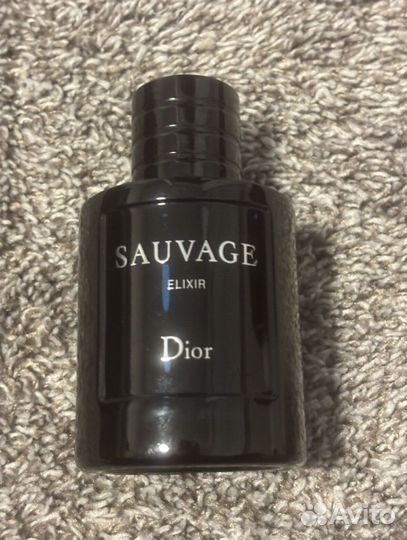 SAUVAGE
ELIXIR
Dior
Avito